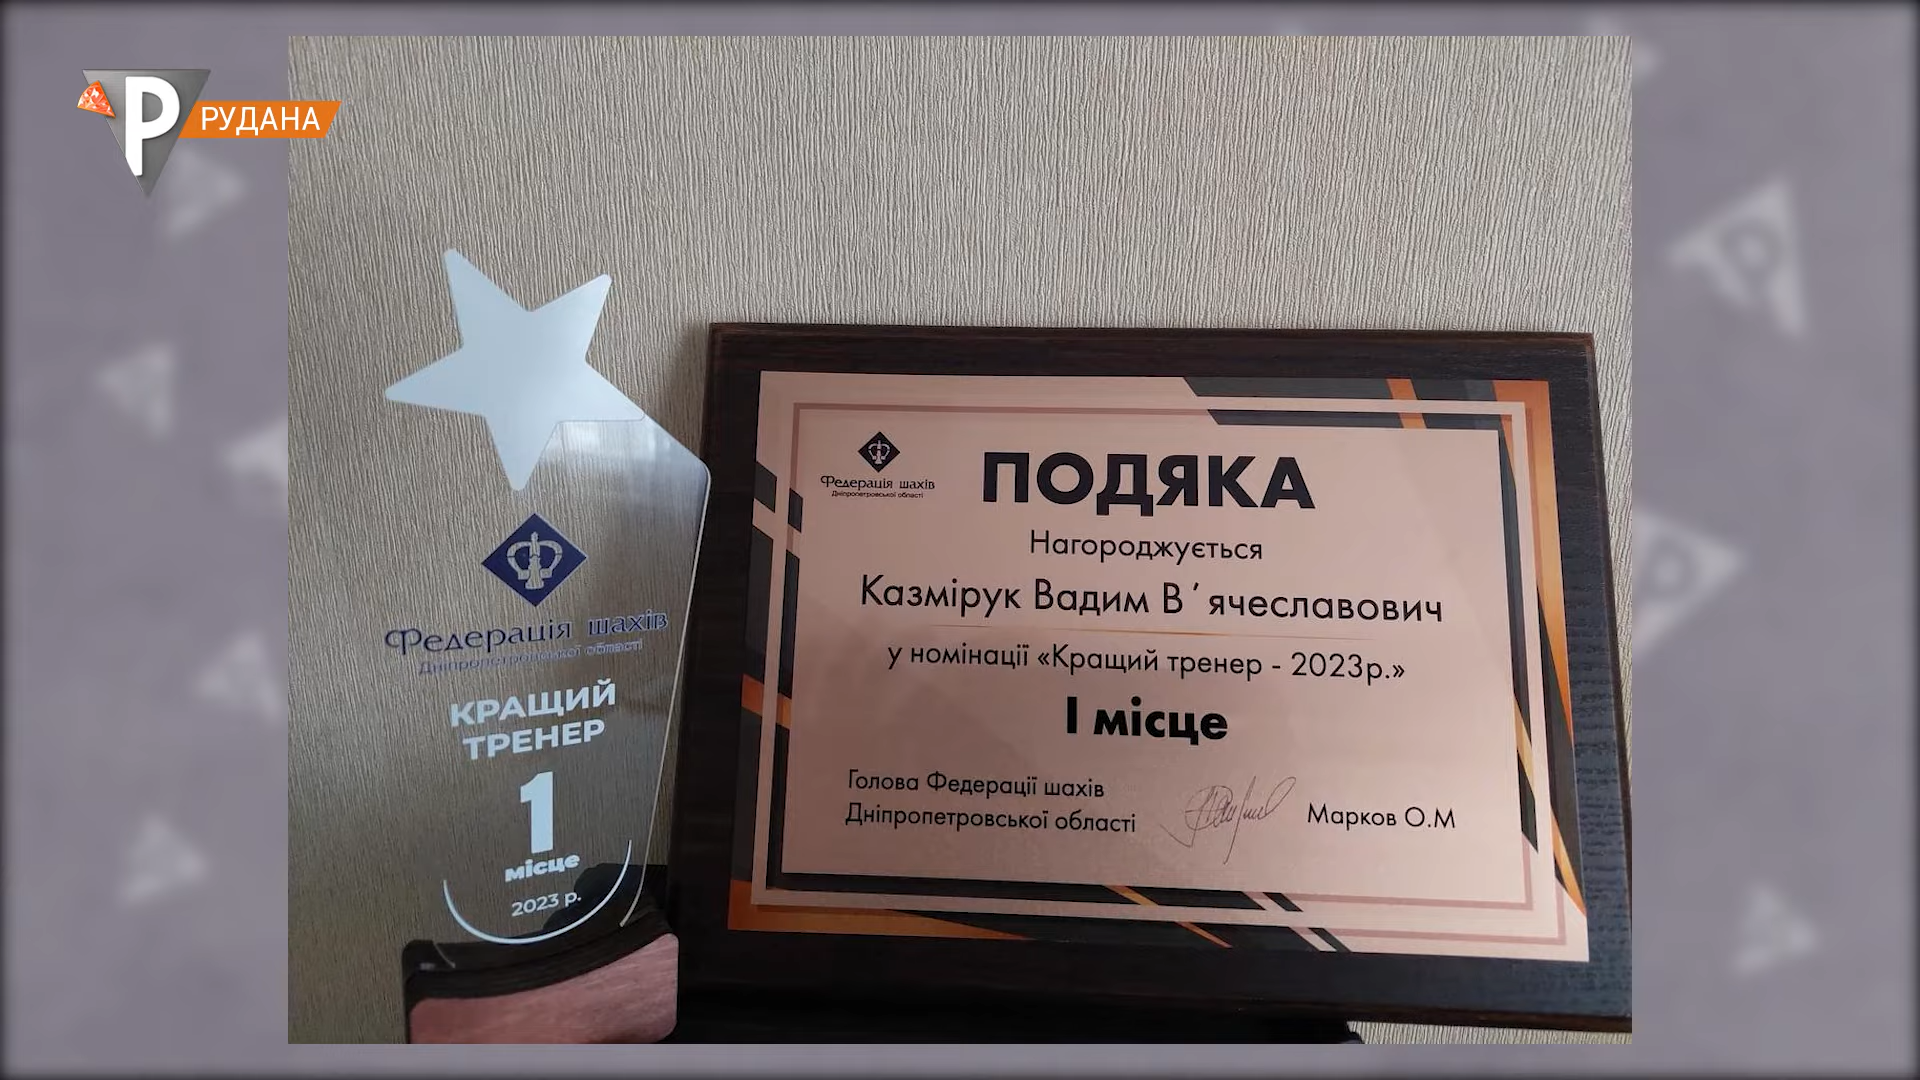 Р
РУДАНА
Федерація шахів
Дніпропетровської області
КРАЩИЙ
ТРЕНЕР
1
місце
2023 р.
Федерація шахів
Дніпропетровської області
ПОДЯКА
Нагороджується
Казмірук Вадим В'ячеславович
у номінації «Кращий тренер - 2023р.»
І місце
Голова Федерації шахів
Дніпропетровської області
Марков О.М